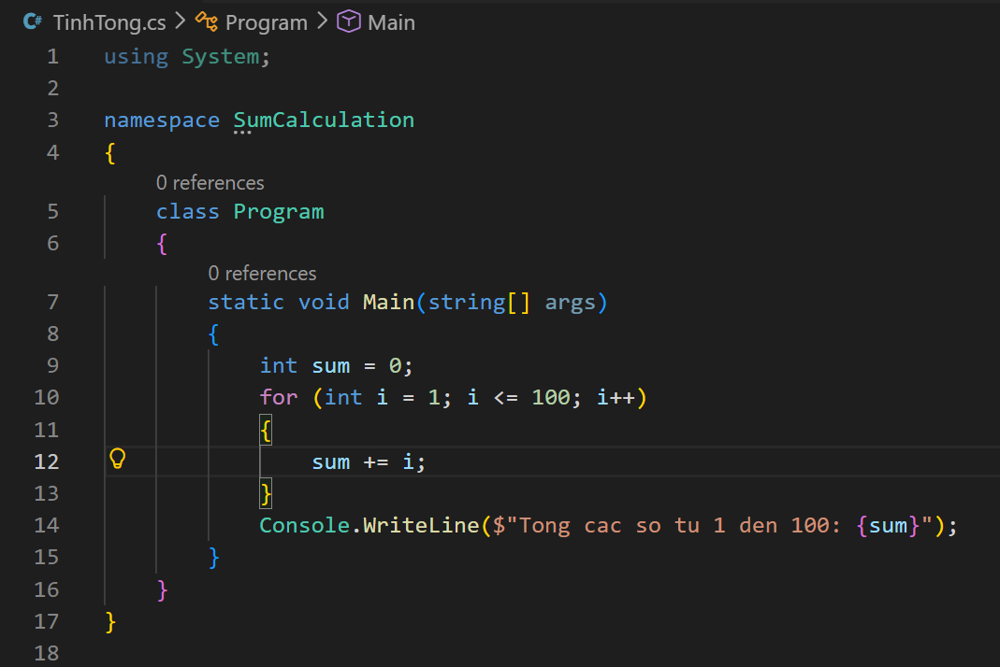 TinhTong.cs > Program > Main
1 using System;
2
3 namespace SumCalculation
4 {
0 references
5 class Program
6 {
0 references
7 static void Main(string[] args)
8 {
9 int sum = 0;
10 for (int i = 1; i <= 100; i++)
11 {
12 sum += i;
13 }
14 Console.WriteLine($"Tong cac so tu 1 den 100: {sum}");
15 }
16 }
17 }
18